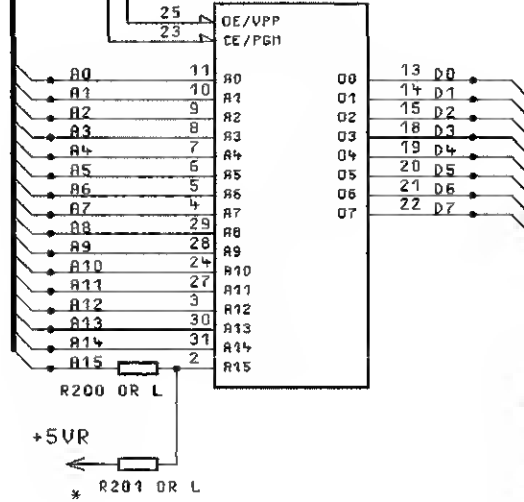 25 OE/VPP
23 CE/PGM
A0 11 A0 O0 13 D0
A1 10 A1 O1 14 D1
A2 9 A2 O2 15 D2
A3 8 A3 O3 18 D3
A4 7 A4 O4 19 D4
A5 6 A5 O5 20 D5
A6 5 A6 O6 21 D6
A7 4 A7 O7 22 D7
A8 29 A8
A9 28 A9
A10 24 A10
A11 27 A11
A12 3 A12
A13 30 A13
A14 31 A14
A15 2 A15
R200 0R L
+5VR
* R201 0R L